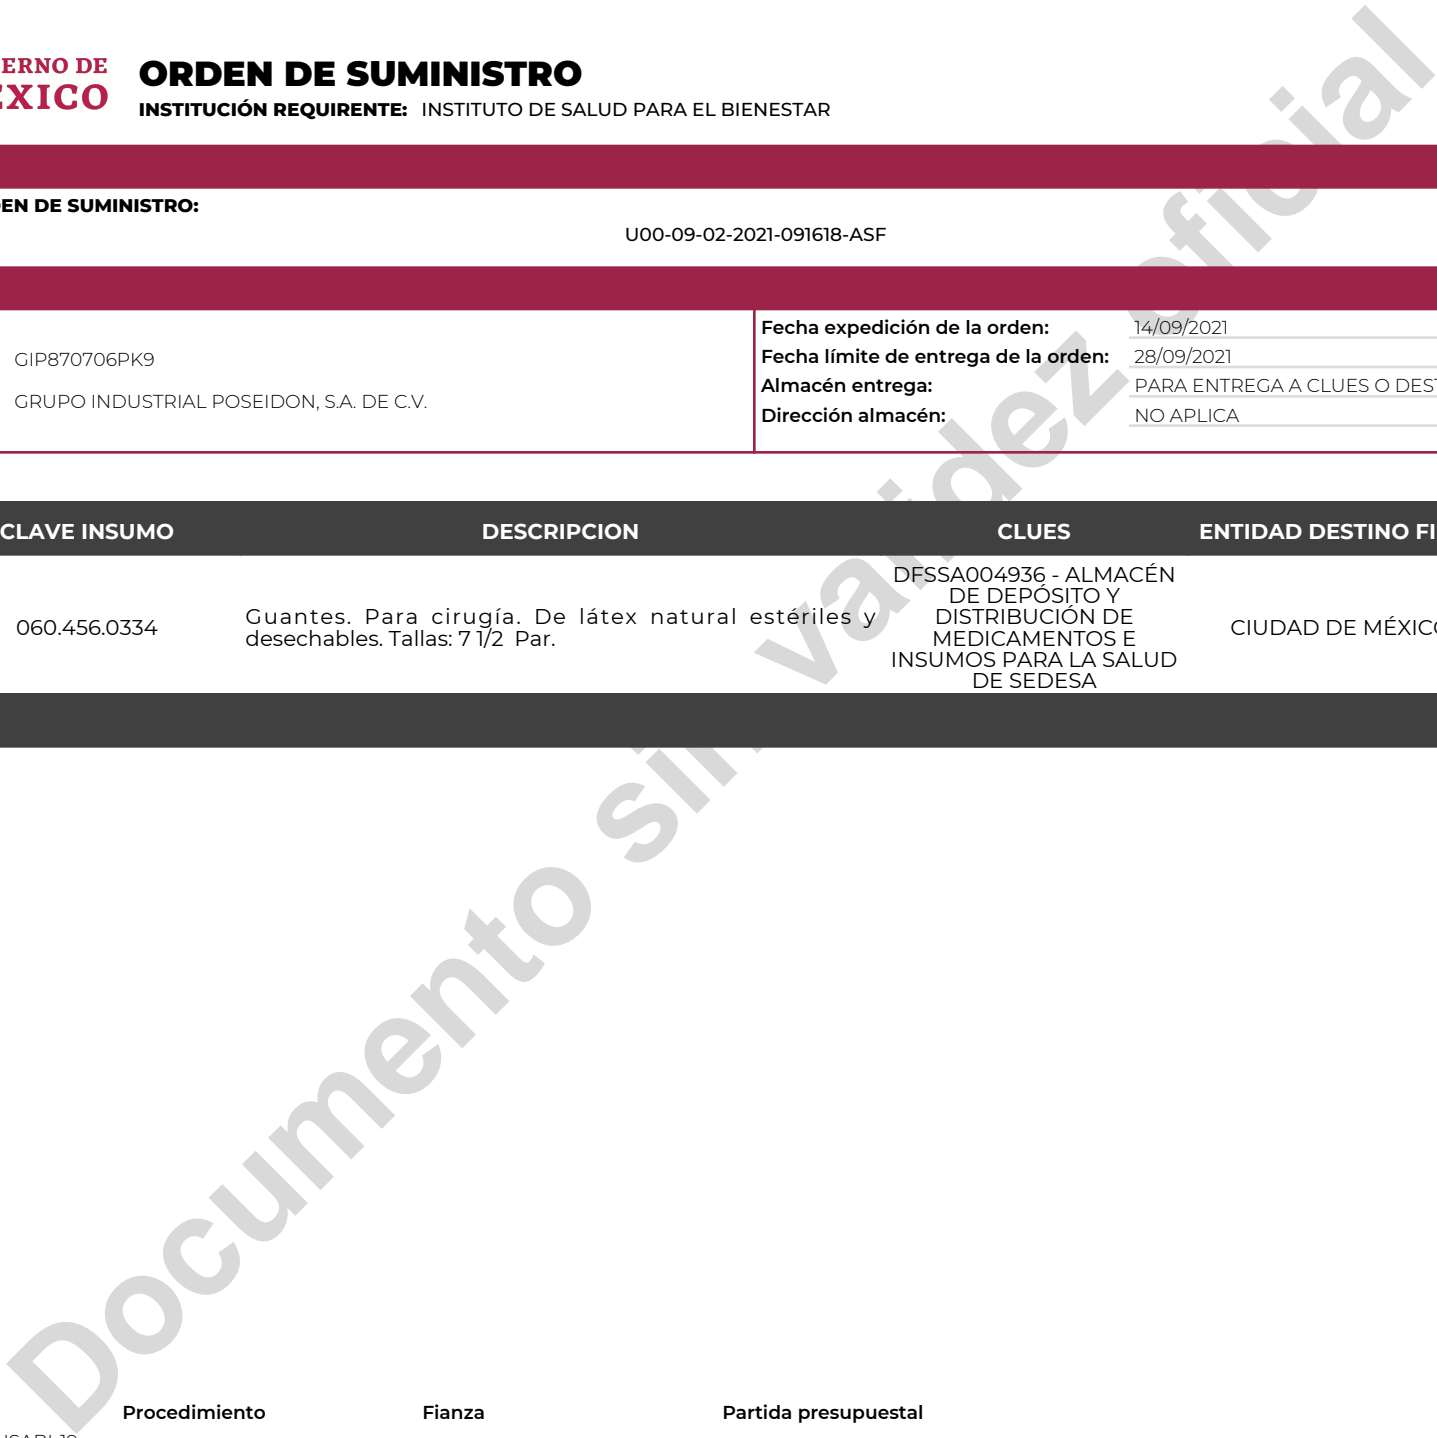 ERNO DE
ÉXICO
ORDEN DE SUMINISTRO
INSTITUCIÓN REQUIRENTE: INSTITUTO DE SALUD PARA EL BIENESTAR
EN DE SUMINISTRO:
U00-09-02-2021-091618-ASF
GIP870706PK9
GRUPO INDUSTRIAL POSEIDON, S.A. DE C.V.
Fecha expedición de la orden: 14/09/2021
Fecha límite de entrega de la orden: 28/09/2021
Almacén entrega: PARA ENTREGA A CLUES O DEST
Dirección almacén: NO APLICA
CLAVE INSUMO DESCRIPCION CLUES ENTIDAD DESTINO FI
060.456.0334
Guantes. Para cirugía. De látex natural estériles y
desechables. Tallas: 7 1/2 Par.
DFSSA004936 - ALMACÉN
DE DEPÓSITO Y
DISTRIBUCIÓN DE
MEDICAMENTOS E
INSUMOS PARA LA SALUD
DE SEDESA
CIUDAD DE MÉXICO
Documento sin validez oficial
Procedimiento Fianza Partida presupuestal